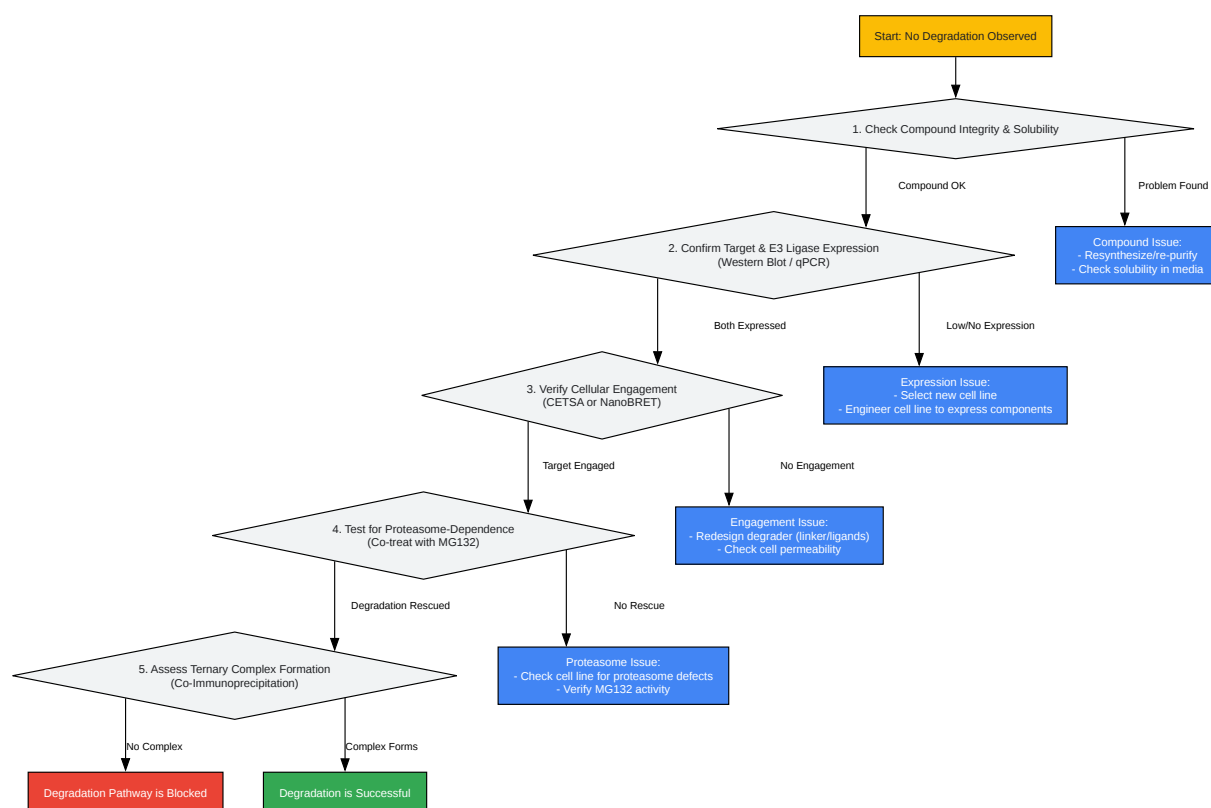 Start: No Degradation Observed
1. Check Compound Integrity & Solubility
Compound OK
Problem Found
2. Confirm Target & E3 Ligase Expression
(Western Blot / qPCR)
Compound Issue:
- Resynthesize/re-purify
- Check solubility in media
Both Expressed
Low/No Expression
3. Verify Cellular Engagement
(CETSA or NanoBRET)
Expression Issue:
- Select new cell line
- Engineer cell line to express components
Target Engaged
No Engagement
4. Test for Proteasome-Dependence
(Co-treat with MG132)
Engagement Issue:
- Redesign degrader (linker/ligands)
- Check cell permeability
Degradation Rescued
No Rescue
5. Assess Ternary Complex Formation
(Co-Immunoprecipitation)
Proteasome Issue:
- Check cell line for proteasome defects
- Verify MG132 activity
No Complex
Complex Forms
Degradation Pathway is Blocked
Degradation is Successful